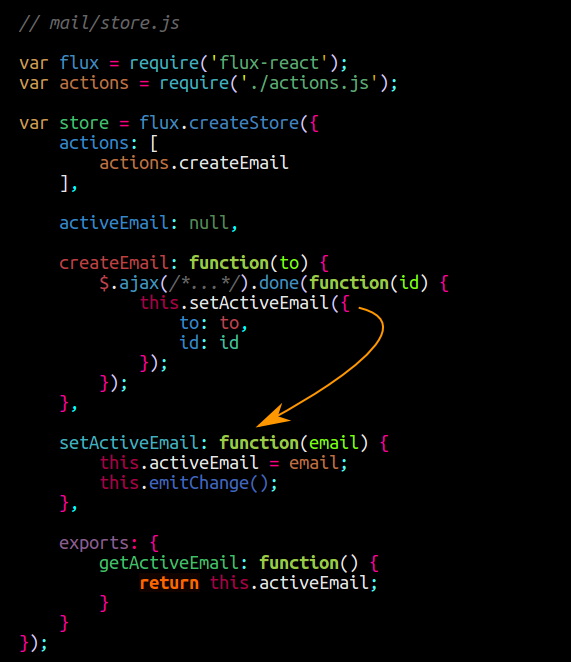 // mail/store.js

var flux = require('flux-react');
var actions = require('./actions.js');

var store = flux.createStore({
    actions: [
        actions.createEmail
    ],

    activeEmail: null,

    createEmail: function(to) {
        $.ajax(/*...*/).done(function(id) {
            this.setActiveEmail({
                to: to,
                id: id
            });
        });
    },

    setActiveEmail: function(email) {
        this.activeEmail = email;
        this.emitChange();
    },

    exports: {
        getActiveEmail: function() {
            return this.activeEmail;
        }
    }
});